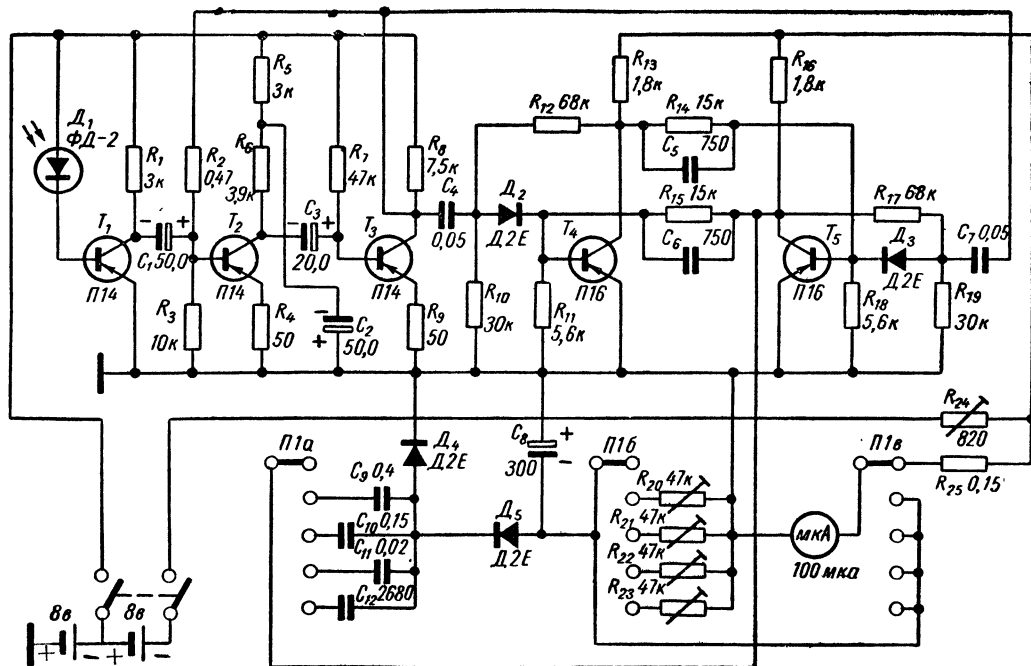 Д₁
ФД-2
R₁
3к
R₂
0,47
R₅
3к
R₆
3,9к
R₇
47к
R₈
7,5к
C₄
0,05
R₁₂ 68к
R₁₃
1,8к
R₁₄ 15к
C₅
750
R₁₅ 15к
C₆
750
R₁₆
1,8к
R₁₇ 68к
Д₂
Д2Е
Д₃
Д2Е
C₇ 0,05
T₁
П14
− +
C₁ 50,0
T₂
П14
− +
C₃
20,0
T₃
П14
T₄
П16
T₅
П16
R₃
10к
R₄
50
−
+
C₂
50,0
R₉
50
R₁₀
30к
R₁₁
5,6к
R₁₈
5,6к
R₁₉
30к
R₂₄
820
R₂₅ 0,15
П1а
Д₄
Д2Е
C₈
300
+
−
П1б
П1в
C₉ 0,4
C₁₀ 0,15
C₁₁ 0,02
C₁₂ 2680
Д₅
Д2Е
R₂₀ 47к
R₂₁ 47к
R₂₂ 47к
R₂₃ 47к
мкА
100 мка
8в
8в
+ − + −